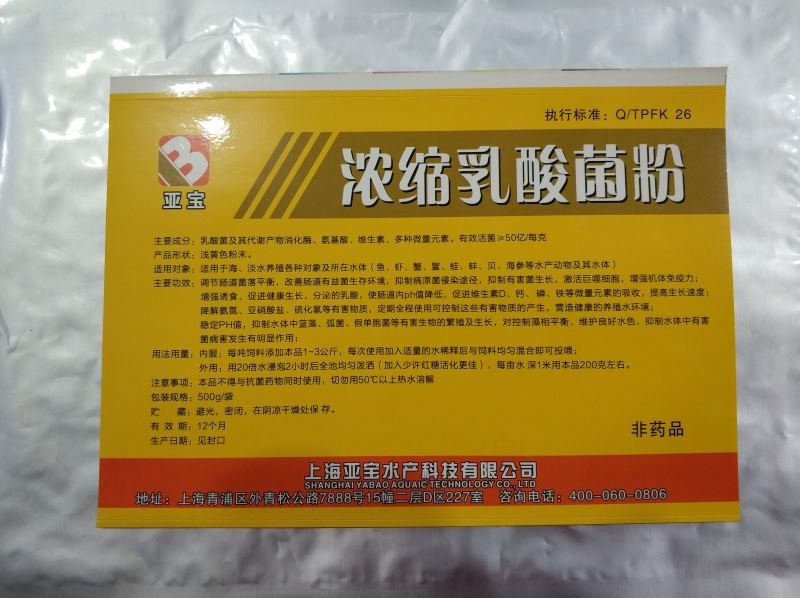 执行标准：Q/TPFK 26
浓缩乳酸菌粉
亚宝
主要成分：乳酸菌及其代谢产物消化酶、氨基酸、维生素、多种微量元素。有效活菌≥50亿/每克
产品形状：浅黄色粉末。
适用对象：适用于海、淡水养殖各种对象及所在水体（鱼、虾、蟹、鳖、蛙、蚌、贝、海参等水产动物及其水体）
主要功效：调节肠道菌落平衡，改善肠道有益菌生存环境，抑制病原菌侵染途径，抑制有害菌生长，激活巨噬细胞，增强机体免疫力；
增强诱食、促进健康生长，分泌的乳酸，使肠道内ph值降低，促进维生素D、钙、磷、铁等微量元素的吸收，提高生长速度；
降解氨氮、亚硝酸盐、硫化氢等有害物质，定期全程使用可控制这些有害物质的产生，营造健康的养殖水环境；
稳定PH值，抑制水体中蓝藻、弧菌、假单胞菌等有害生物的繁殖及生长，对控制藻相平衡、维护良好水色，抑制水体中有害
菌病害发生有明显作用；
用法用量：内服：每吨饲料添加本品1-3公斤，每次使用加入适量的水稀释后与饲料均匀混合即可投喂；
外用：用20倍水浸泡2小时后全池均匀泼洒（加入少许红糖活化更佳），每亩水深1米用本品200克左右。
注意事项：本品不得与抗菌药物同时使用，切勿用50℃以上热水溶解
包装规格：500g/袋
贮 藏：避光，密闭，在阴凉干燥处保存。
有 效 期：12个月
生产日期：见封口
非药品
上海亚宝水产科技有限公司
SHANGHAI YABAO AQUAIC TECHNOLOGY CO., LTD
地址：上海青浦区外青松公路7888号15幢二层D区227室 咨询电话：400-060-0806